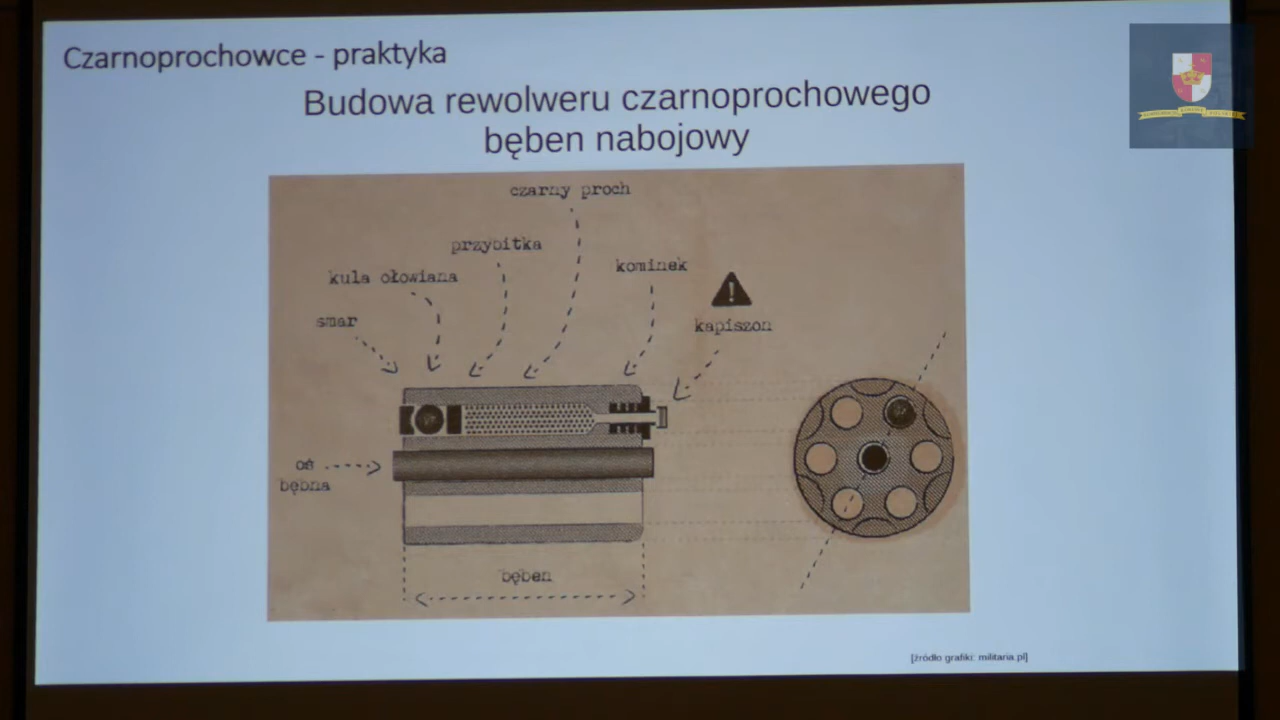 Czarnoprochowce - praktyka
Budowa rewolweru czarnoprochowego
bęben nabojowy
czarny proch
przybitka
kominek
kula ołowiana
kapiszon
smar
oś
bębna
bęben
[źródło grafiki: militaria.pl]